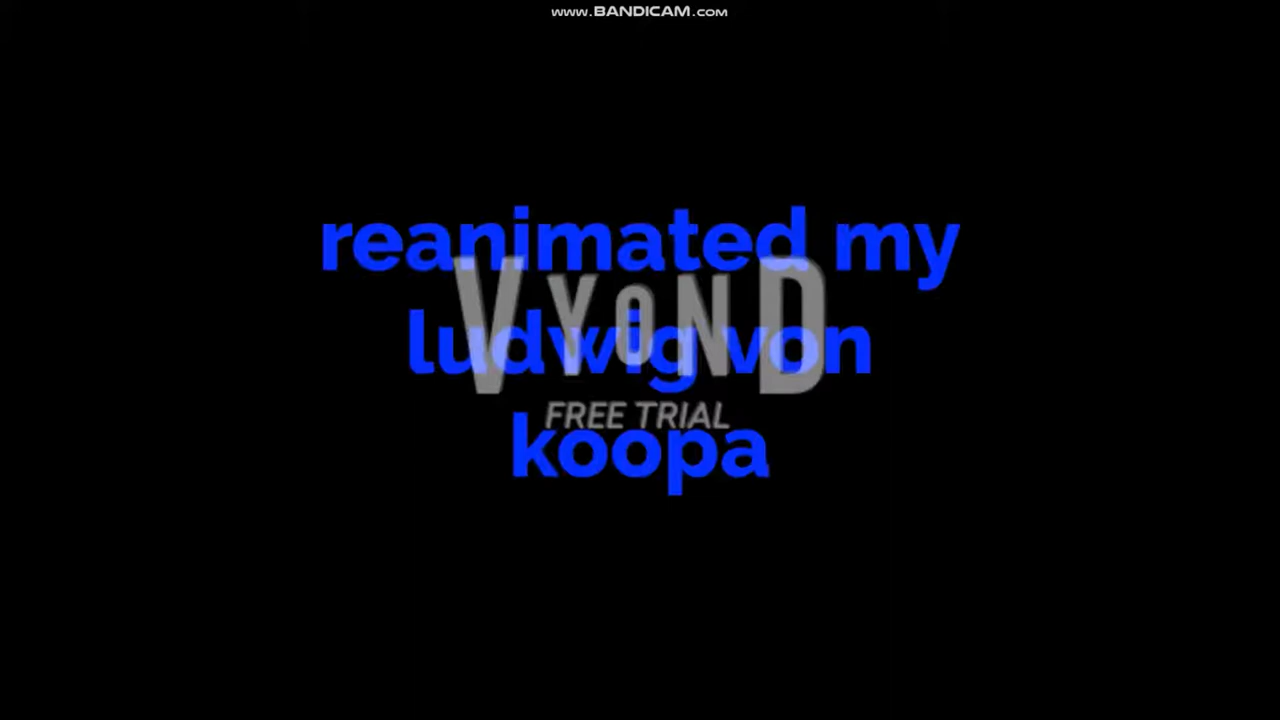 www.BANDICAM.com
reanimated my
VYOND
ludwig von
FREE TRIAL
koopa